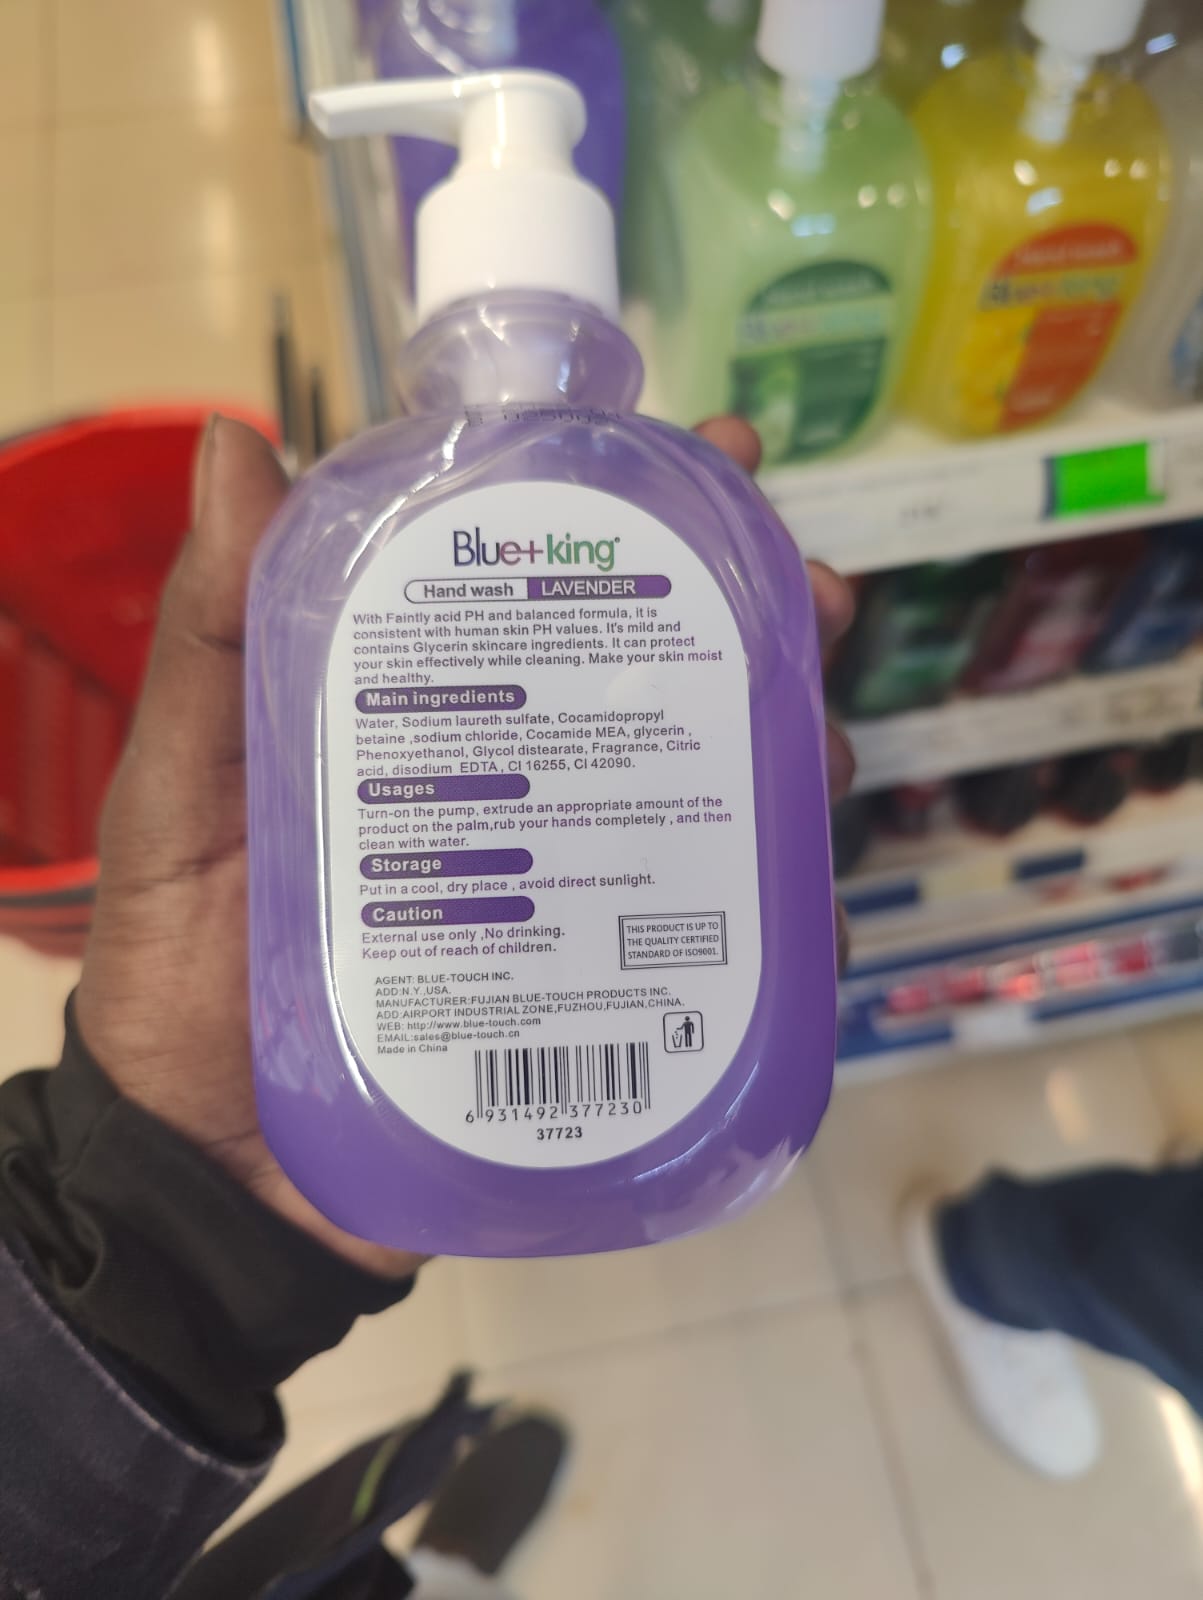 Blue+king®
Hand wash LAVENDER
With Faintly acid PH and balanced formula, it is
consistent with human skin PH values. It's mild and
contains Glycerin skincare ingredients. It can protect
your skin effectively while cleaning. Make your skin moist
and healthy.
Main ingredients
Water, Sodium laureth sulfate, Cocamidopropyl
betaine ,sodium chloride, Cocamide MEA, glycerin ,
Phenoxyethanol, Glycol distearate, Fragrance, Citric
acid, disodium EDTA, CI 16255, CI 42090.
Usages
Turn-on the pump, extrude an appropriate amount of the
product on the palm,rub your hands completely , and then
clean with water.
Storage
Put in a cool, dry place , avoid direct sunlight.
Caution
External use only ,No drinking.
Keep out of reach of children.
THIS PRODUCT IS UP TO
THE QUALITY CERTIFIED
STANDARD OF ISO9001.
AGENT: BLUE-TOUCH INC.
ADD:N.Y.,USA.
MANUFACTURER:FUJIAN BLUE-TOUCH PRODUCTS INC.
ADD:AIRPORT INDUSTRIAL ZONE,FUZHOU,FUJIAN,CHINA.
WEB: http://www.blue-touch.com
EMAIL:sales@blue-touch.cn
Made in China
6 931492 377230
37723